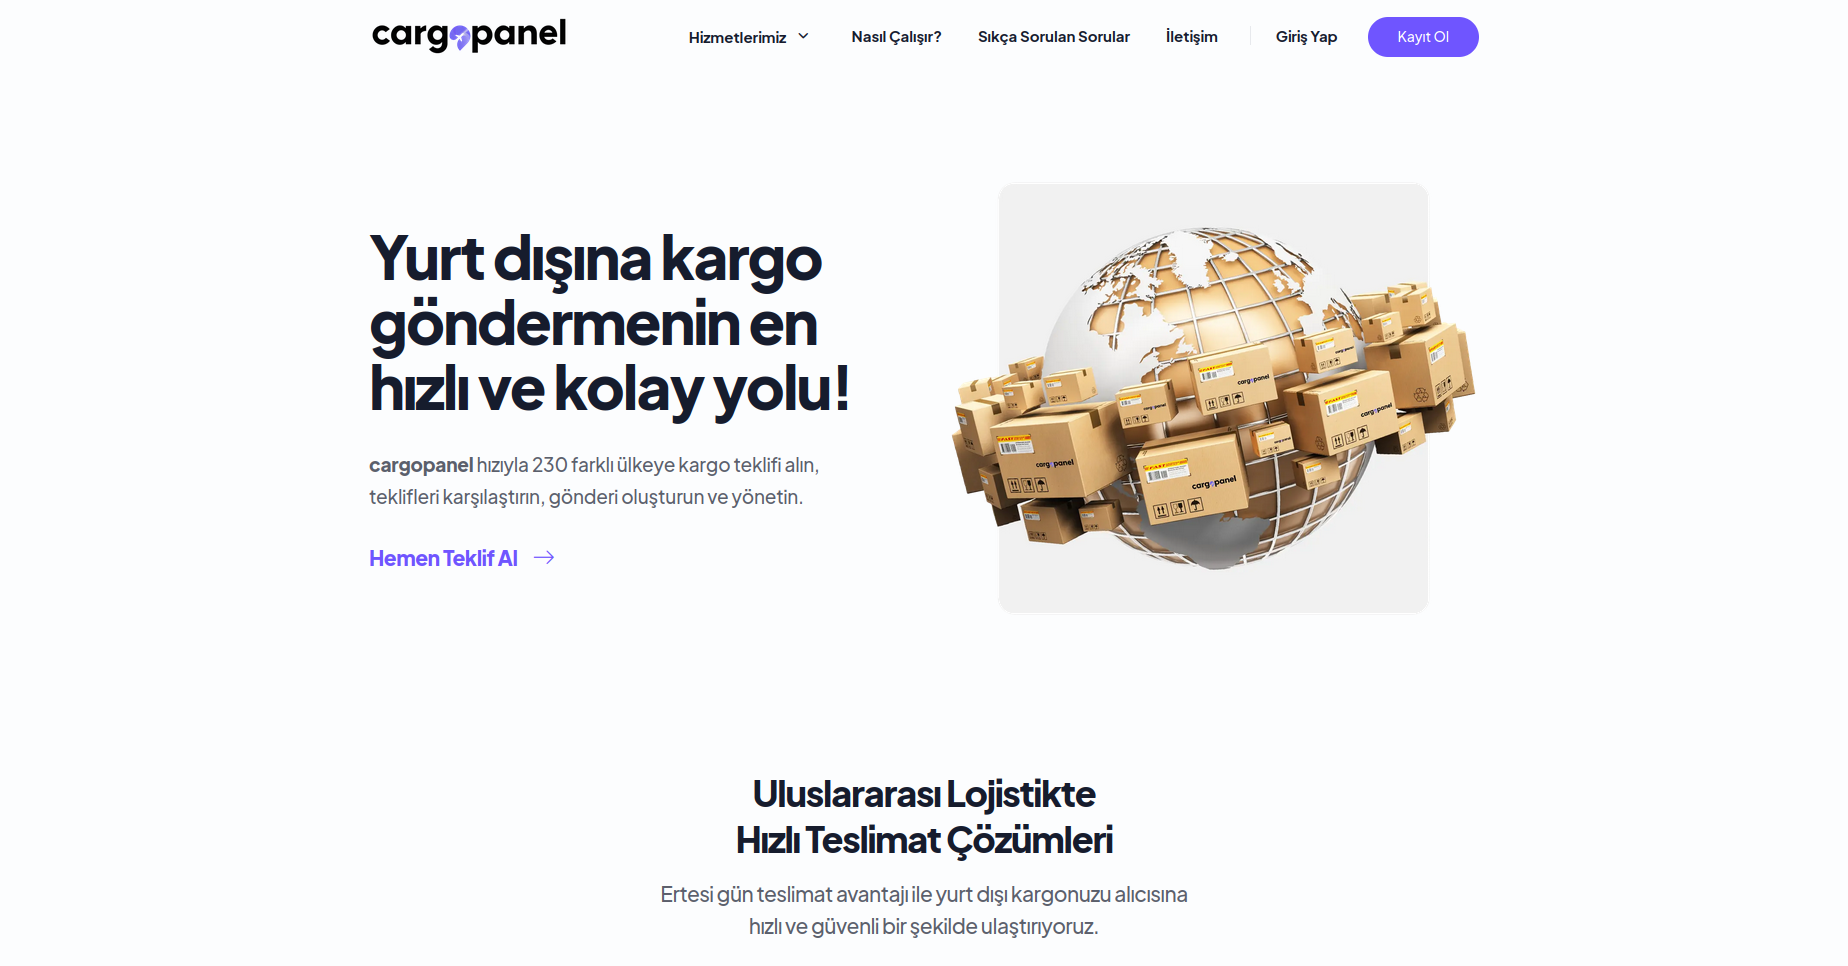 cargopanel
Hizmetlerimiz
Nasıl Çalışır?
Sıkça Sorulan Sorular
İletişim
Giriş Yap
Kayıt Ol
Yurt dışına kargo
göndermenin en
hızlı ve kolay yolu!
cargopanel hızıyla 230 farklı ülkeye kargo teklifi alın,
teklifleri karşılaştırın, gönderi oluşturun ve yönetin.
Hemen Teklif Al
cargopanel
cargopanel
cargopanel
cargopanel
cargopanel
Uluslararası Lojistikte
Hızlı Teslimat Çözümleri
Ertesi gün teslimat avantajı ile yurt dışı kargonuzu alıcısına
hızlı ve güvenli bir şekilde ulaştırıyoruz.